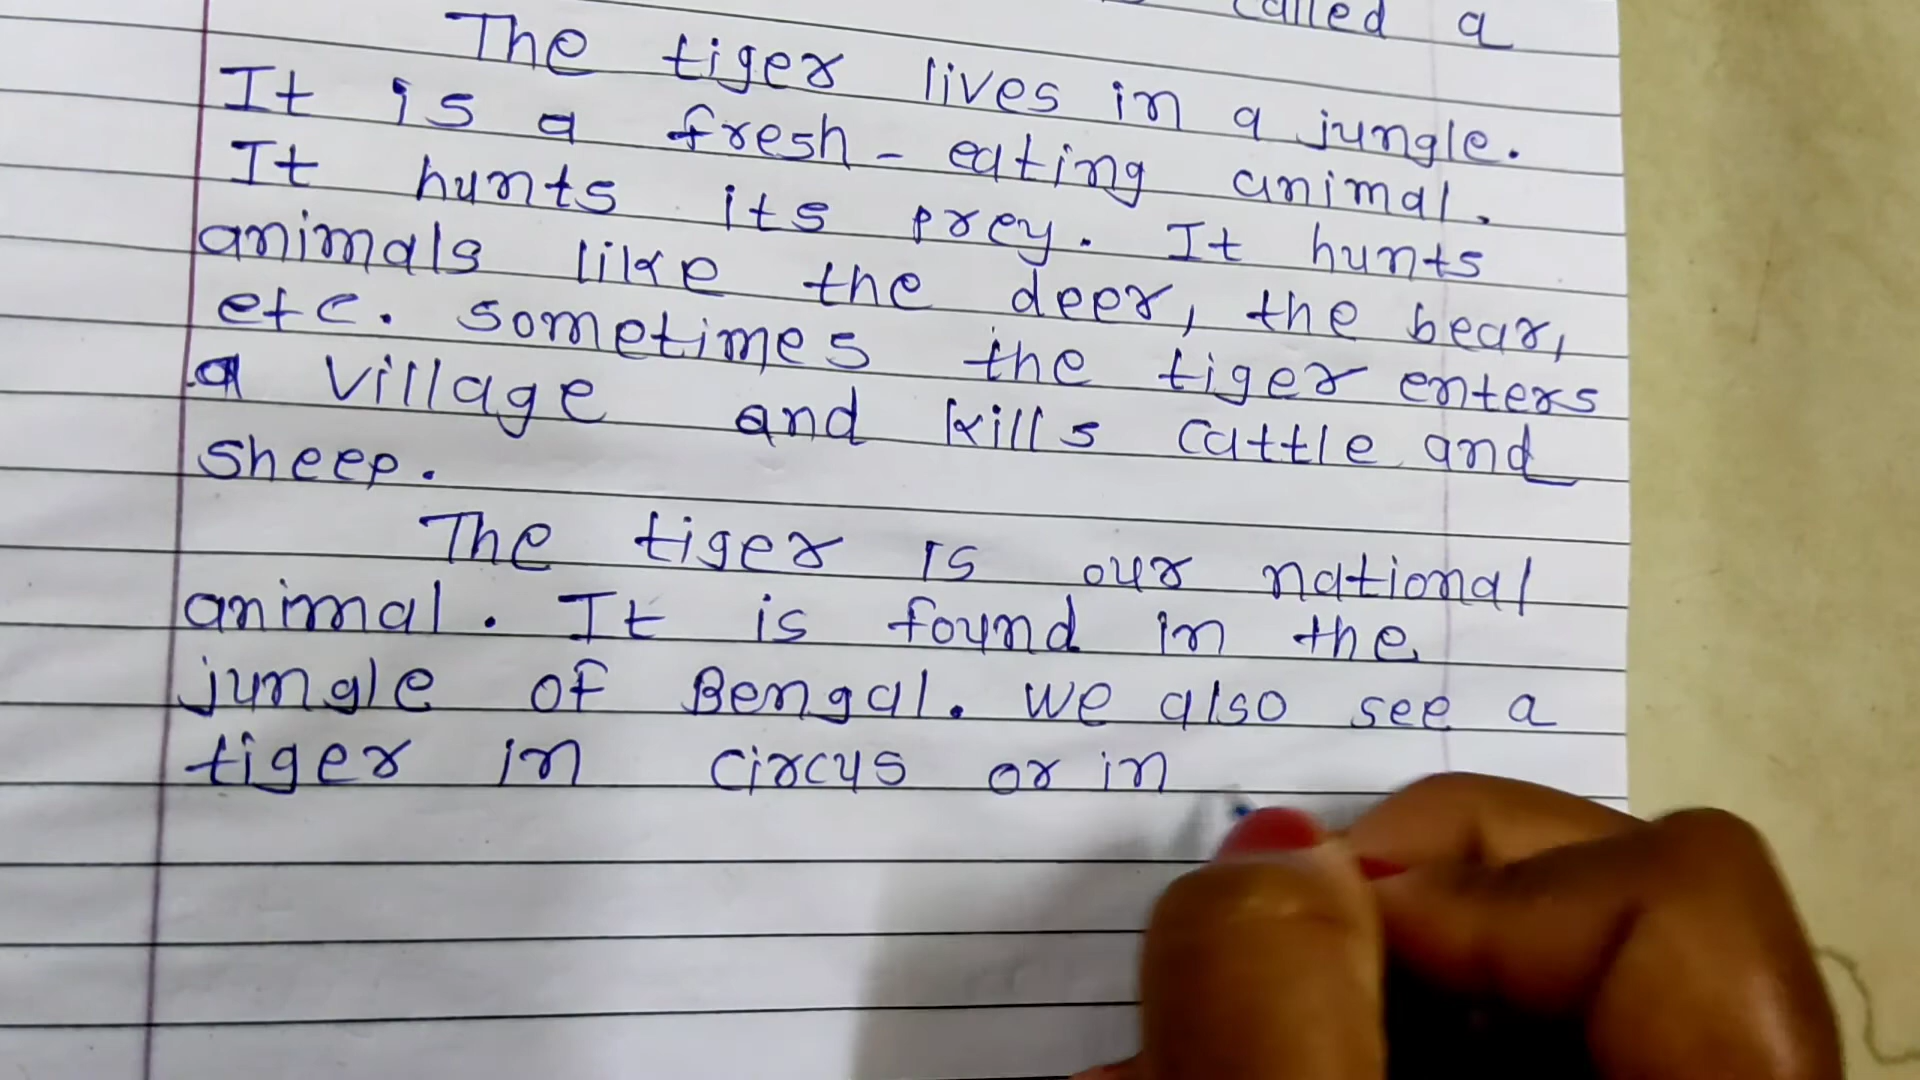 called a
The tiger lives in a jungle.
It is a fresh-eating animal.
It hunts its prey. It hunts
animals like the deer, the bear,
etc. sometimes the tiger enters
a village and kills cattle and
sheep.
The tiger is our national
animal. It is found in the
jungle of Bengal. We also see a
tiger in circus or in